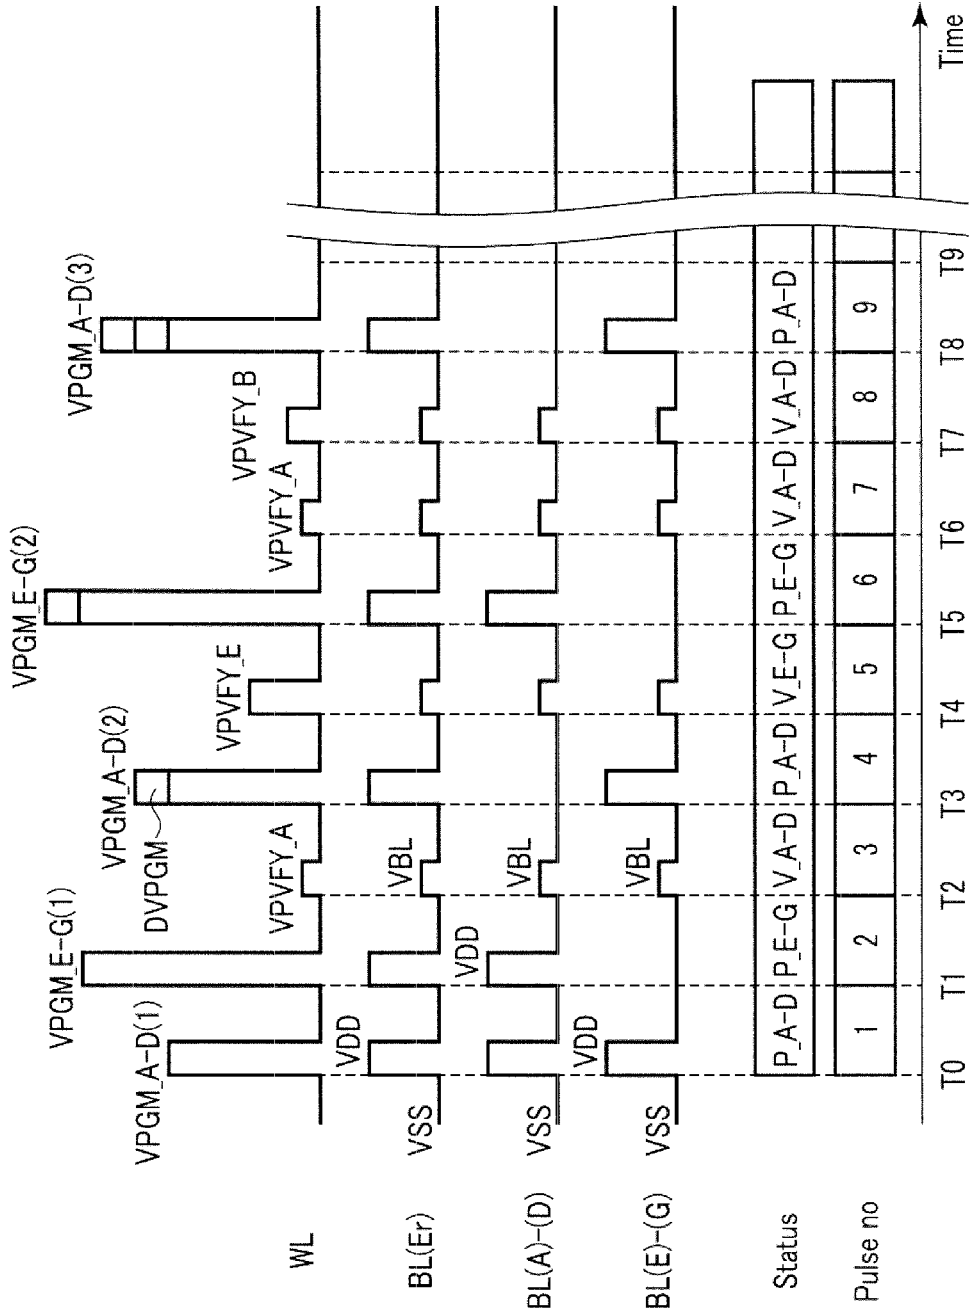 VPGM_A-D(1)
VPGM_E-G(1)
VPVFY_A
DVPGM
VPGM_A-D(2)
VPVFY_E
VPGM_E-G(2)
VPVFY_A
VPVFY_B
VPGM_A-D(3)
WL
VDD
VBL
BL(Er)
VSS
VDD
VBL
BL(A)-(D)
VSS
VDD
VBL
BL(E)-(G)
VSS
Status
P_A-D P_E-G V_A-D P_A-D V_E-G P_E-G V_A-D V_A-D P_A-D
Pulse no
1 2 3 4 5 6 7 8 9
T0 T1 T2 T3 T4 T5 T6 T7 T8 T9
Time